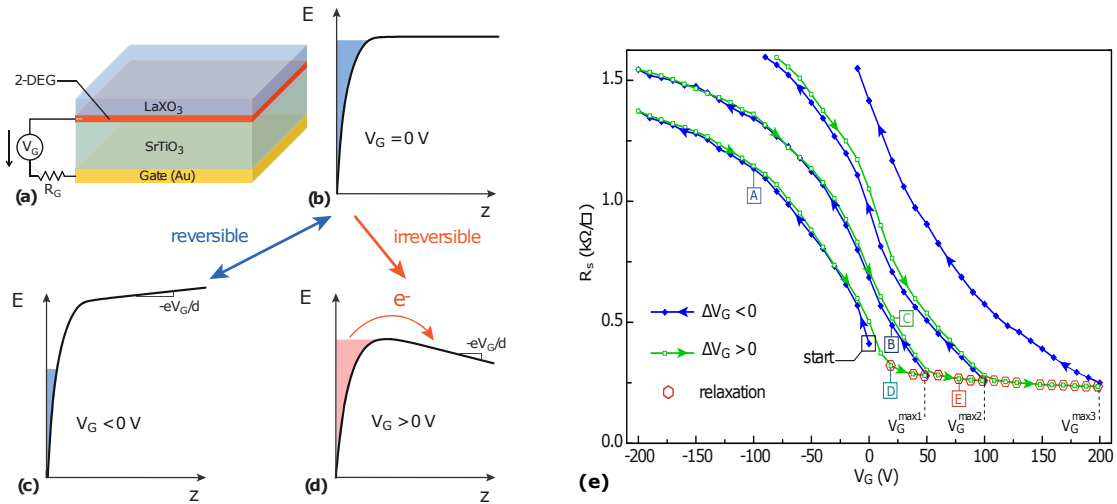 2-DEG
LaXO₃
SrTiO₃
Gate (Au)
V_G
R_G
(a)
E
V_G = 0 V
(b)
z
reversible
irreversible
E
-eV_G/d
V_G < 0 V
(c)
z
E
e⁻
-eV_G/d
V_G > 0 V
(d)
z
R_s (kΩ/□)
1.5
1.0
0.5
0.0
-200 -150 -100 -50 0 50 100 150 200
V_G (V)
A
B
C
D
E
start
ΔV_G < 0
ΔV_G > 0
relaxation
V_G^max1
V_G^max2
V_G^max3
(e)